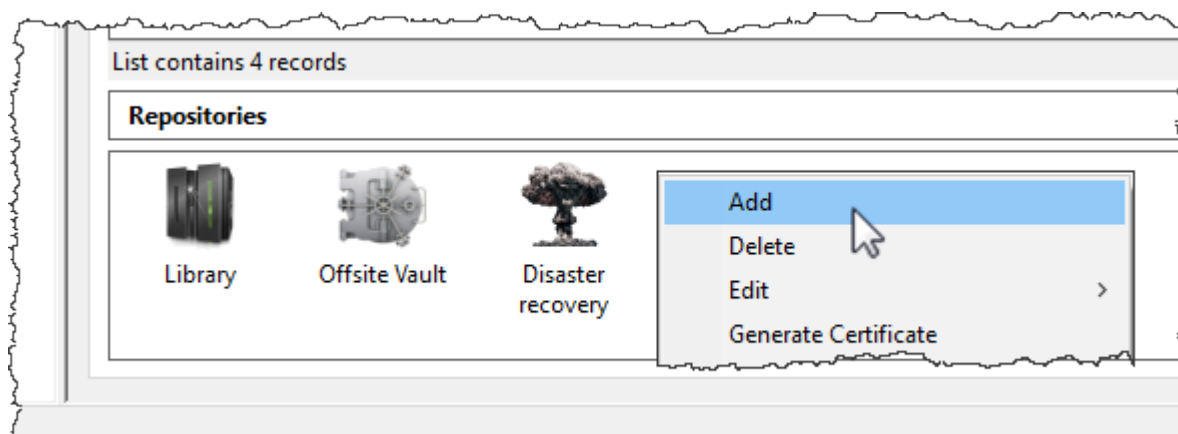 List contains 4 records
Repositories
Library
Offsite Vault
Disaster
recovery
Add
Delete
Edit
Generate Certificate